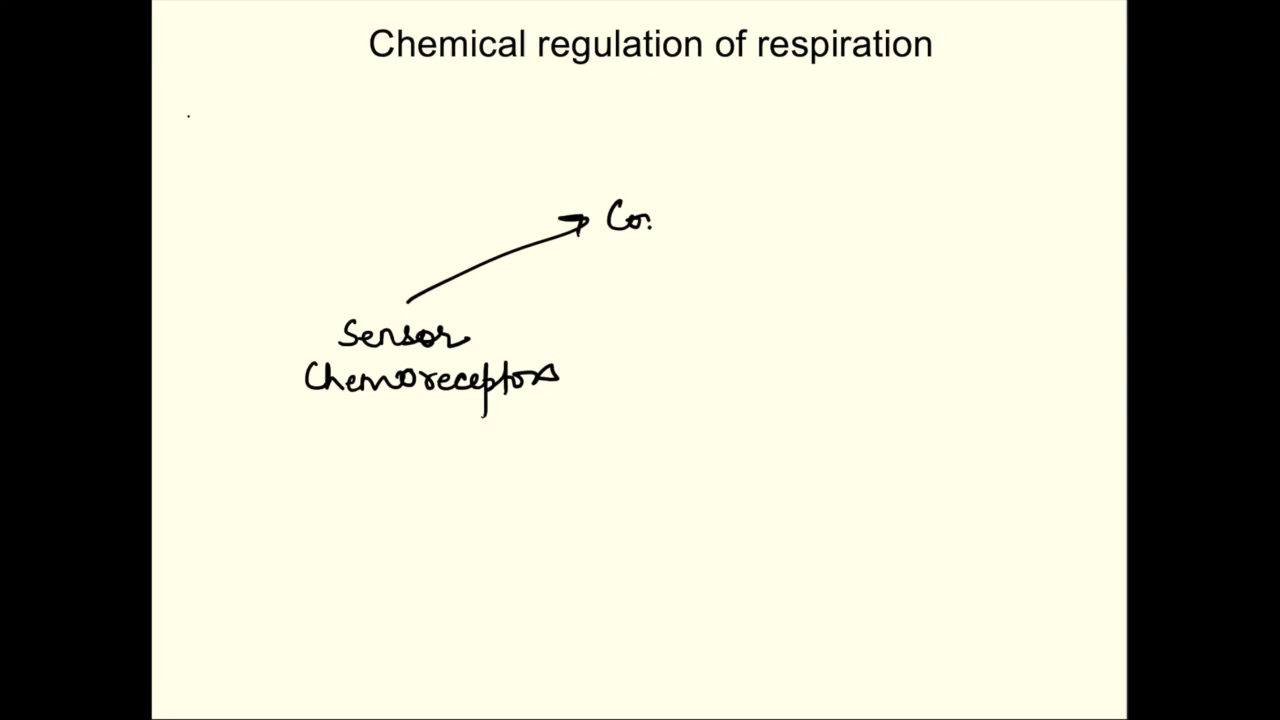 Chemical regulation of respiration
Co
Sensor
Chemoreceptors